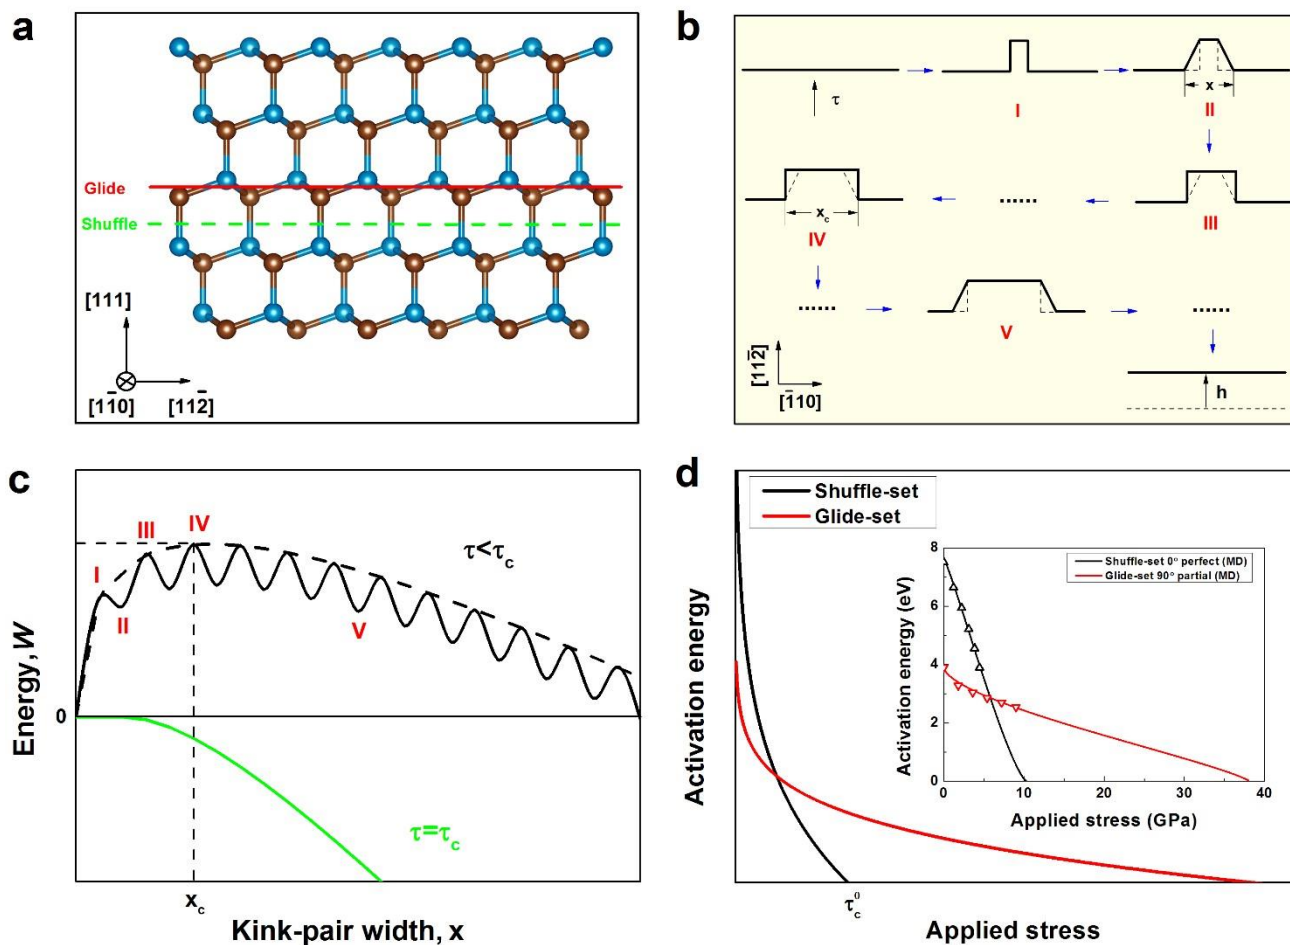 a
Glide
Shuffle
[111]
[11̄0]
[112̄]
b
τ
I
x
II
x_c
......
IV
III
......
V
......
[112̄]
[1̄10]
h
c
Energy, W
I
II
III
IV
V
τ<τ_c
0
τ=τ_c
x_c
Kink-pair width, x
d
Shuffle-set
Glide-set
Activation energy
τ_c^0
Applied stress
Shuffle-set 0° perfect (MD)
Glide-set 90° partial (MD)
Activation energy (eV)
8
6
4
2
0
0 10 20 30 40
Applied stress (GPa)